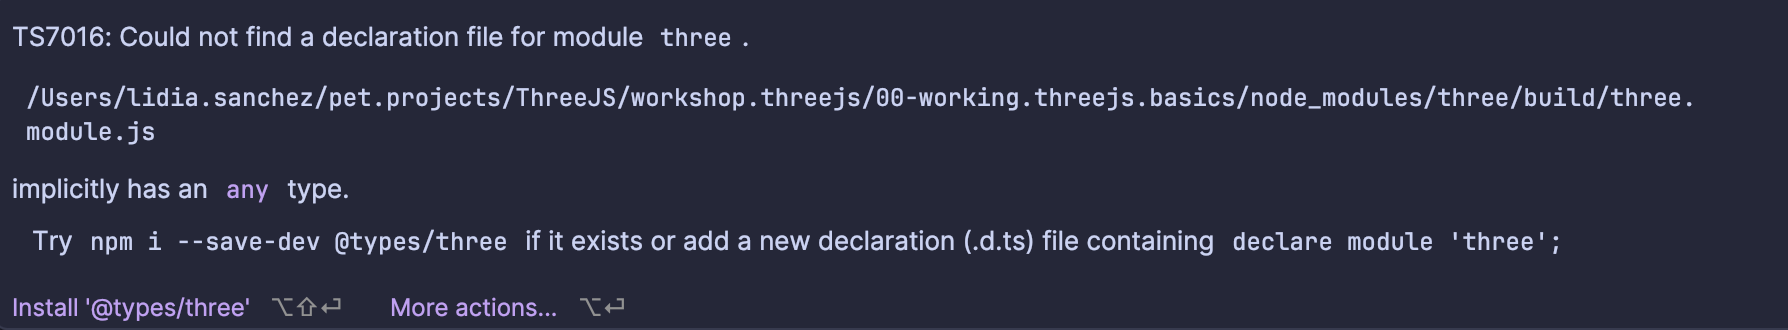 TS7016: Could not find a declaration file for module three .
/Users/lidia.sanchez/pet.projects/ThreeJS/workshop.threejs/00-working.threejs.basics/node_modules/three/build/three.
module.js
implicitly has an any type.
Try npm i --save-dev @types/three if it exists or add a new declaration (.d.ts) file containing declare module 'three';
Install '@types/three' ⌥⇧⏎ More actions... ⌥⏎